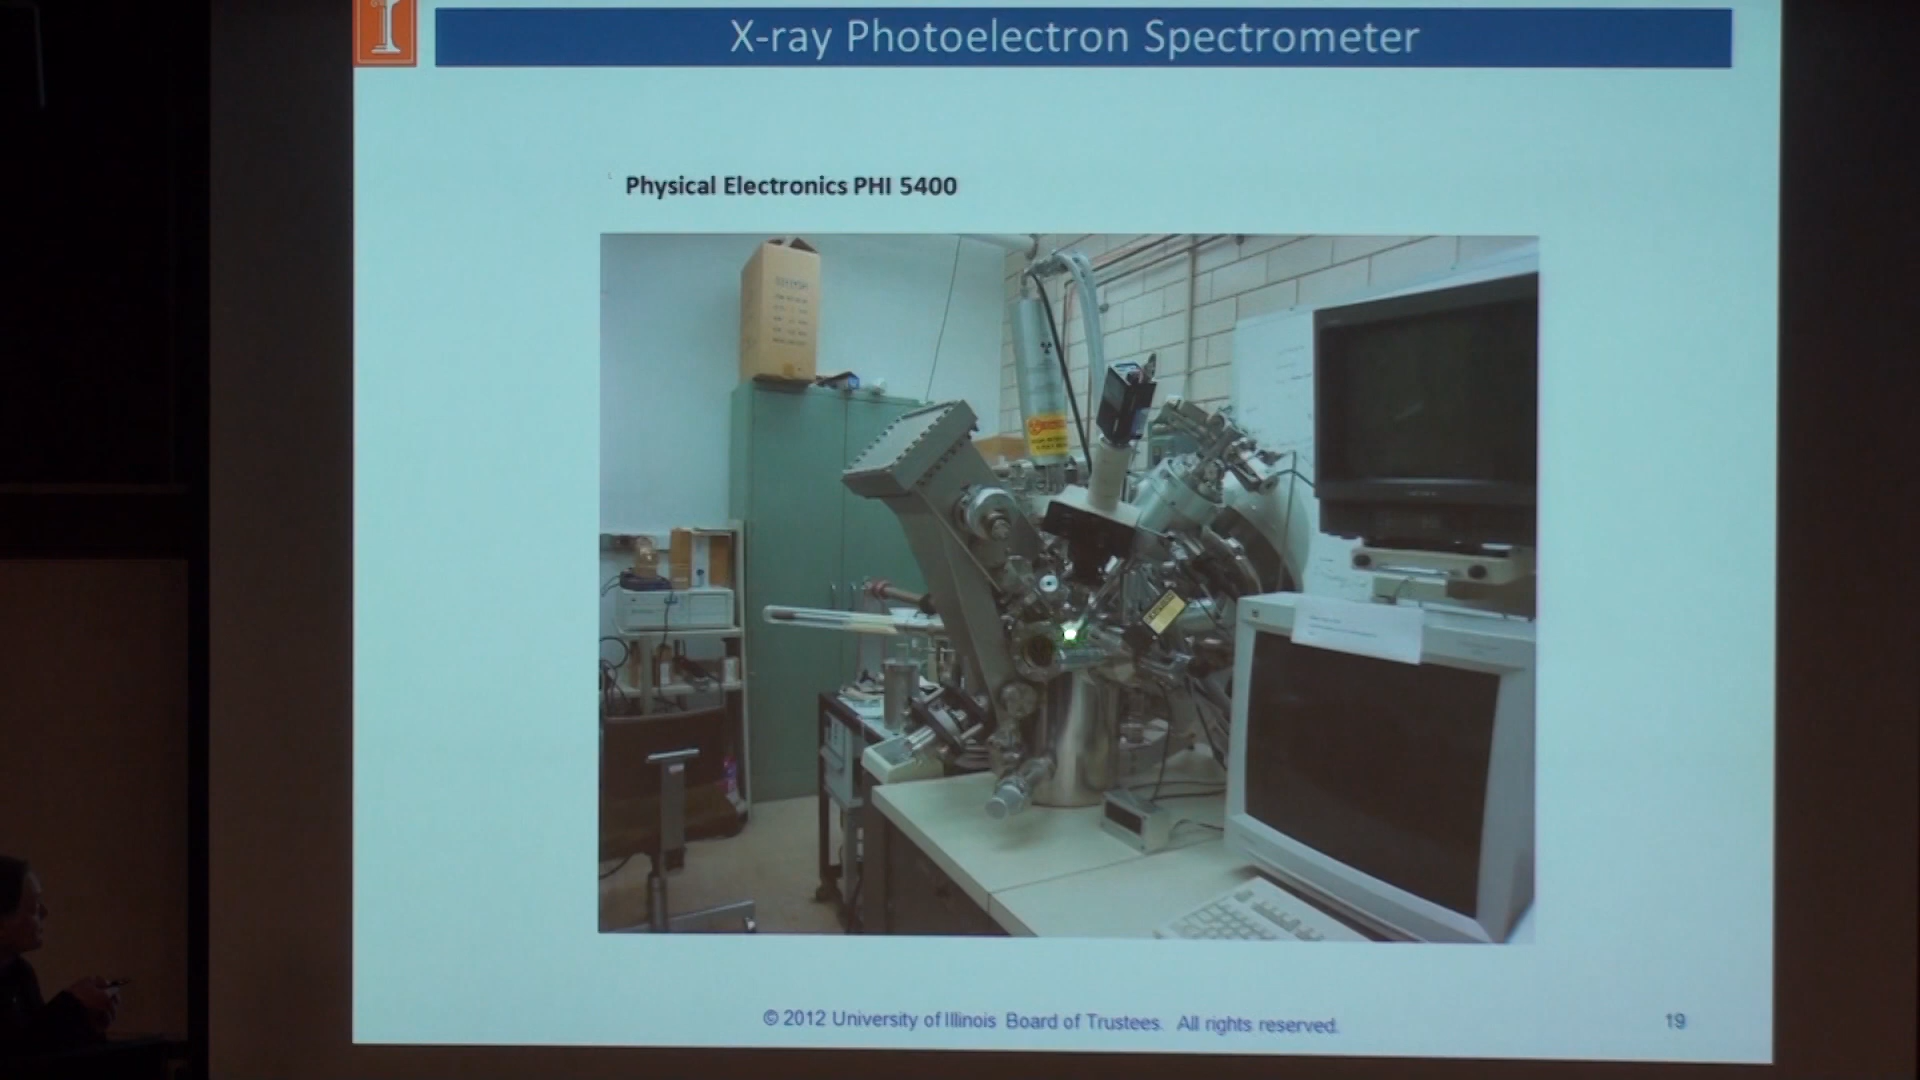 X-ray Photoelectron Spectrometer
Physical Electronics PHI 5400
© 2012 University of Illinois Board of Trustees. All rights reserved.
19